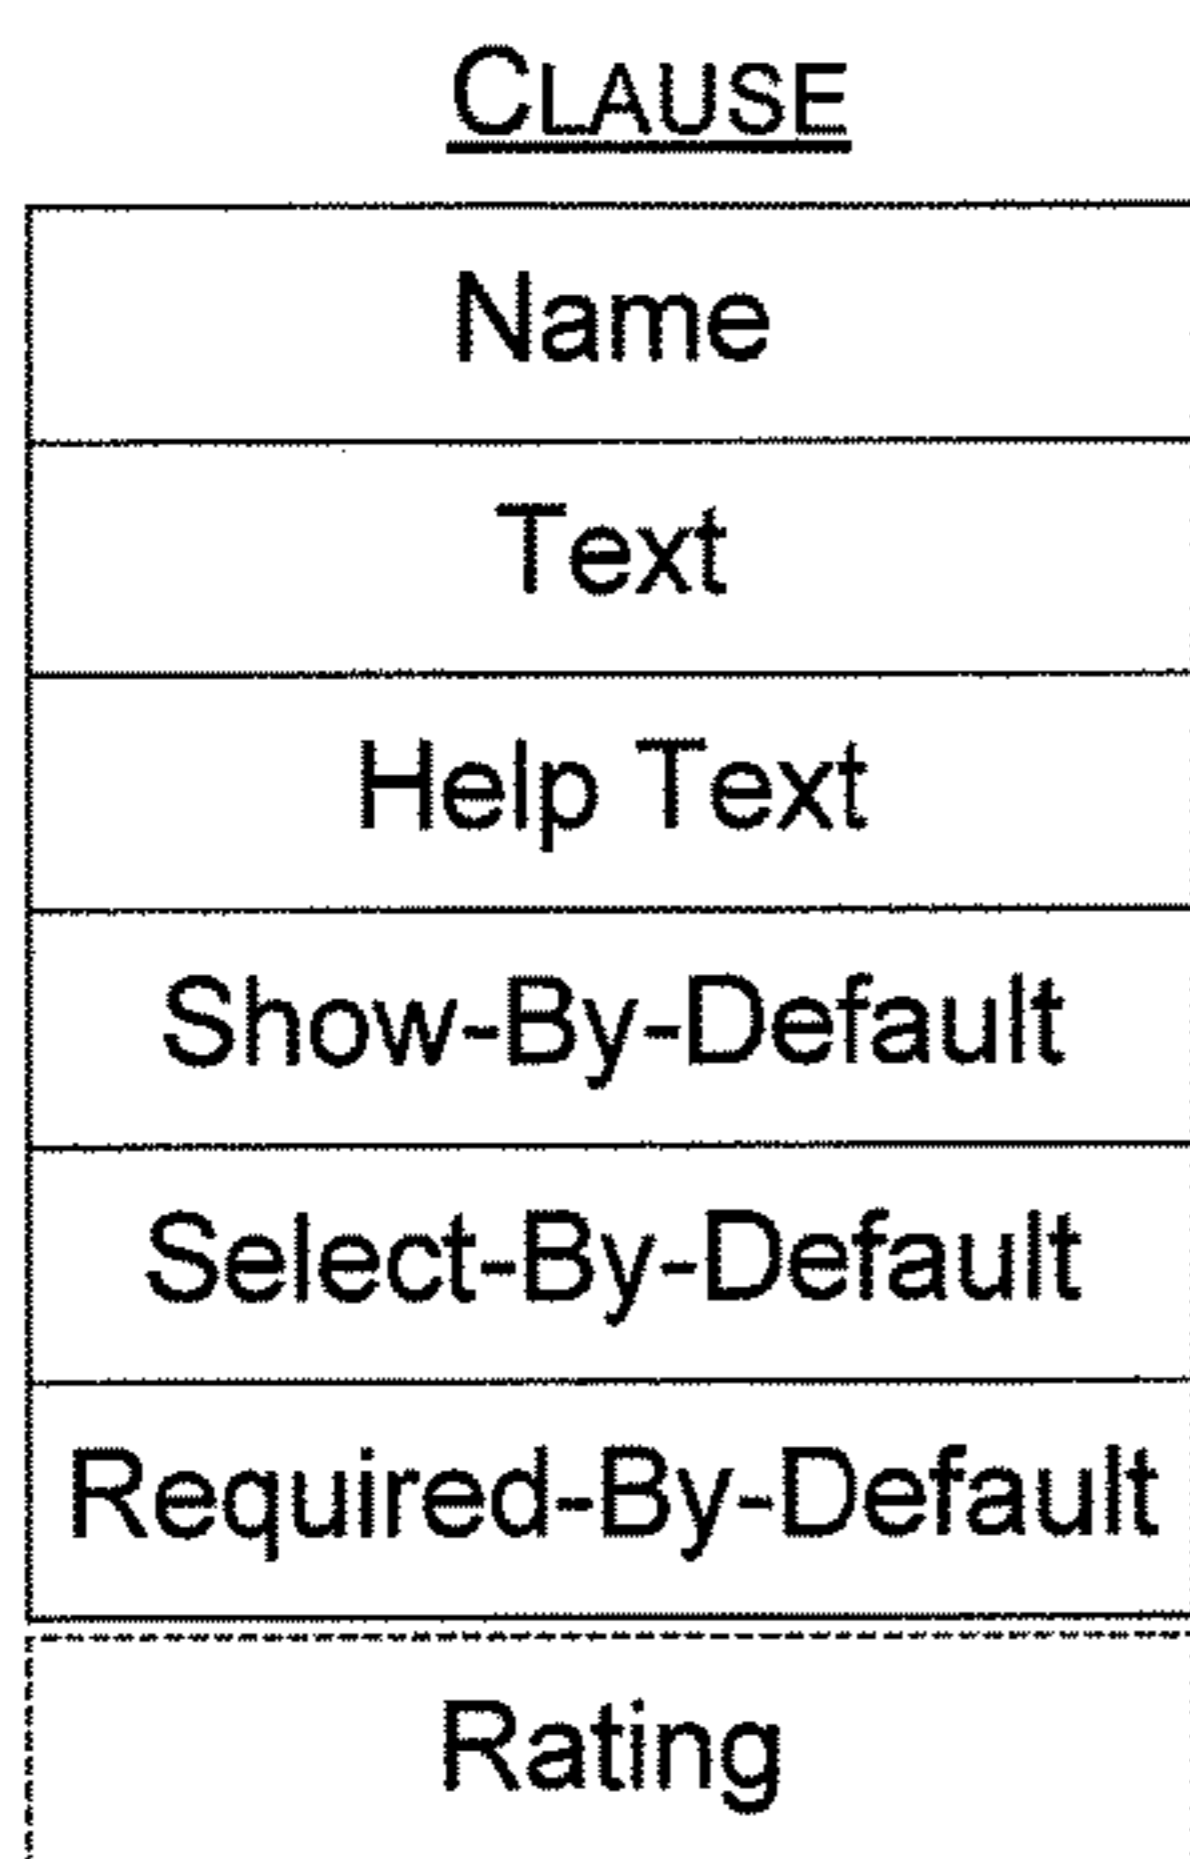 CLAUSE
Name
Text
Help Text
Show-By-Default
Select-By-Default
Required-By-Default
Rating